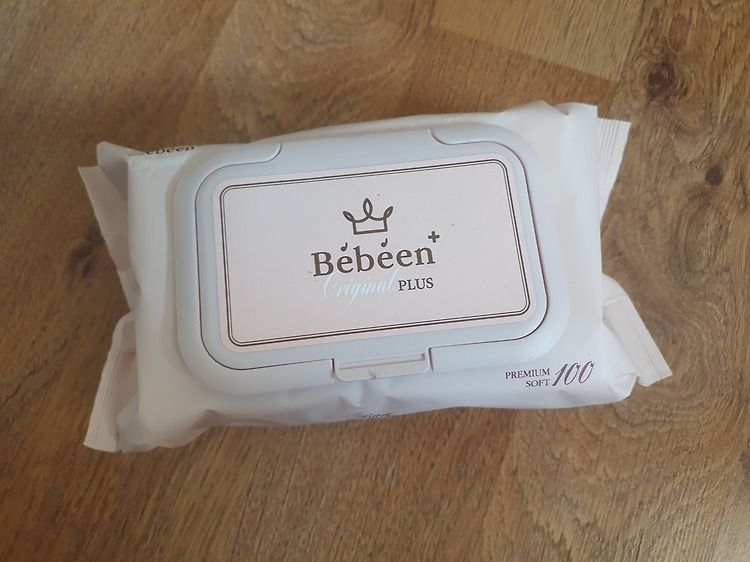 Bebeen+
Original PLUS
PREMIUM
SOFT 100